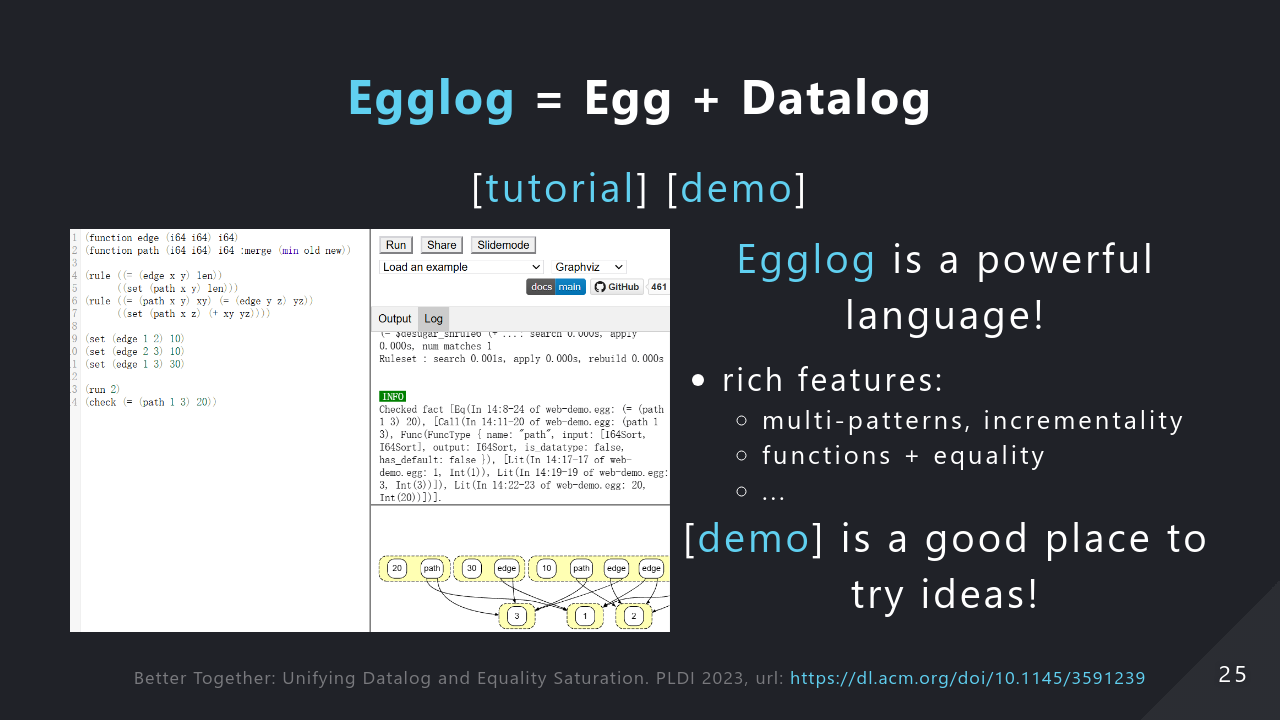 Egglog = Egg + Datalog
[tutorial] [demo]
1 (function edge (i64 i64) i64)
2 (function path (i64 i64) i64 :merge (min old new))
3
4 (rule ((= (edge x y) len))
5 ((set (path x y) len)))
6 (rule ((= (path x y) xy) (= (edge y z) yz))
7 ((set (path x z) (+ xy yz))))
8
9 (set (edge 1 2) 10)
0 (set (edge 2 3) 10)
1 (set (edge 1 3) 30)
2
3 (run 2)
4 (check (= (path 1 3) 20))
Run Share Slidemode
Load an example Graphviz
docs main GitHub 461
Output Log
0.000s, num matches 1
Ruleset : search 0.001s, apply 0.000s, rebuild 0.000s
INFO
Checked fact [Eq(In 14:8-24 of web-demo.egg: (= (path
1 3) 20), [Call(In 14:11-20 of web-demo.egg: (path 1
3), Func(FuncType { name: "path", input: [I64Sort,
I64Sort], output: I64Sort, is_datatype: false,
has_default: false }), [Lit(In 14:17-17 of web-
demo.egg: 1, Int(1)), Lit(In 14:19-19 of web-demo.egg:
3, Int(3))]), Lit(In 14:22-23 of web-demo.egg: 20,
Int(20))])].
20 path 30 edge 10 path edge edge
3 1 2
Egglog is a powerful
language!
• rich features:
○ multi-patterns, incrementality
○ functions + equality
○ ...
[demo] is a good place to
try ideas!
Better Together: Unifying Datalog and Equality Saturation. PLDI 2023, url: https://dl.acm.org/doi/10.1145/3591239
25